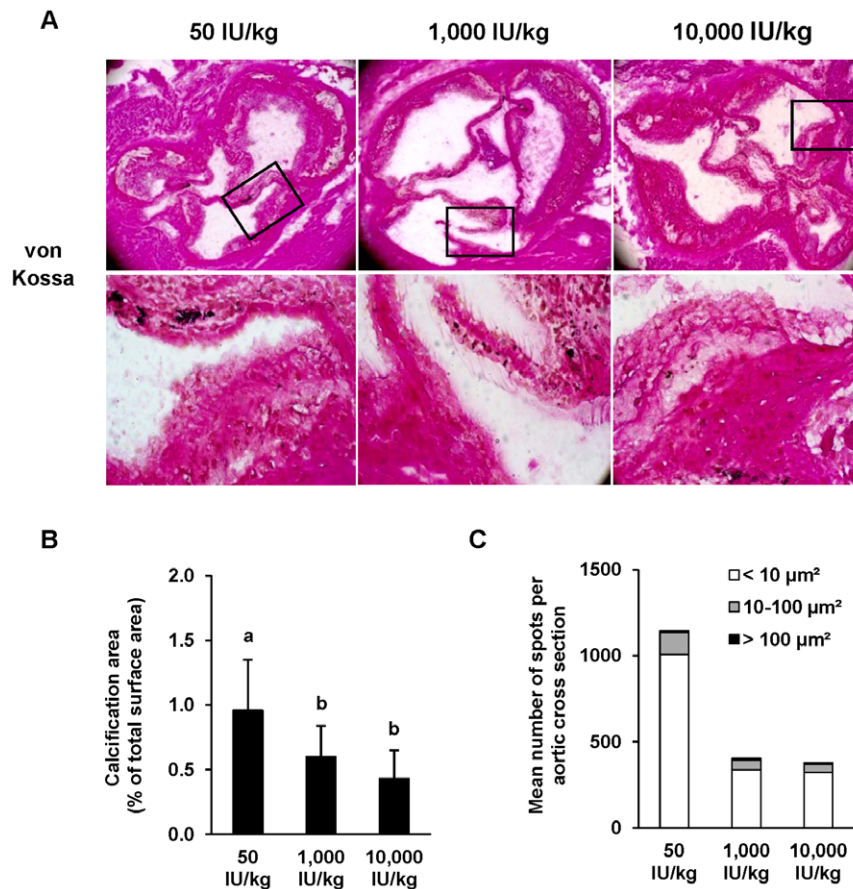 A
50 IU/kg
1,000 IU/kg
10,000 IU/kg
von
Kossa
B
Calcification area
(% of total surface area)
2.0
1.5
1.0
0.5
0.0
a
b
b
50
IU/kg
1,000
IU/kg
10,000
IU/kg
C
Mean number of spots per
aortic cross section
1500
1000
500
0
< 10 µm²
10-100 µm²
> 100 µm²
50
IU/kg
1,000
IU/kg
10,000
IU/kg